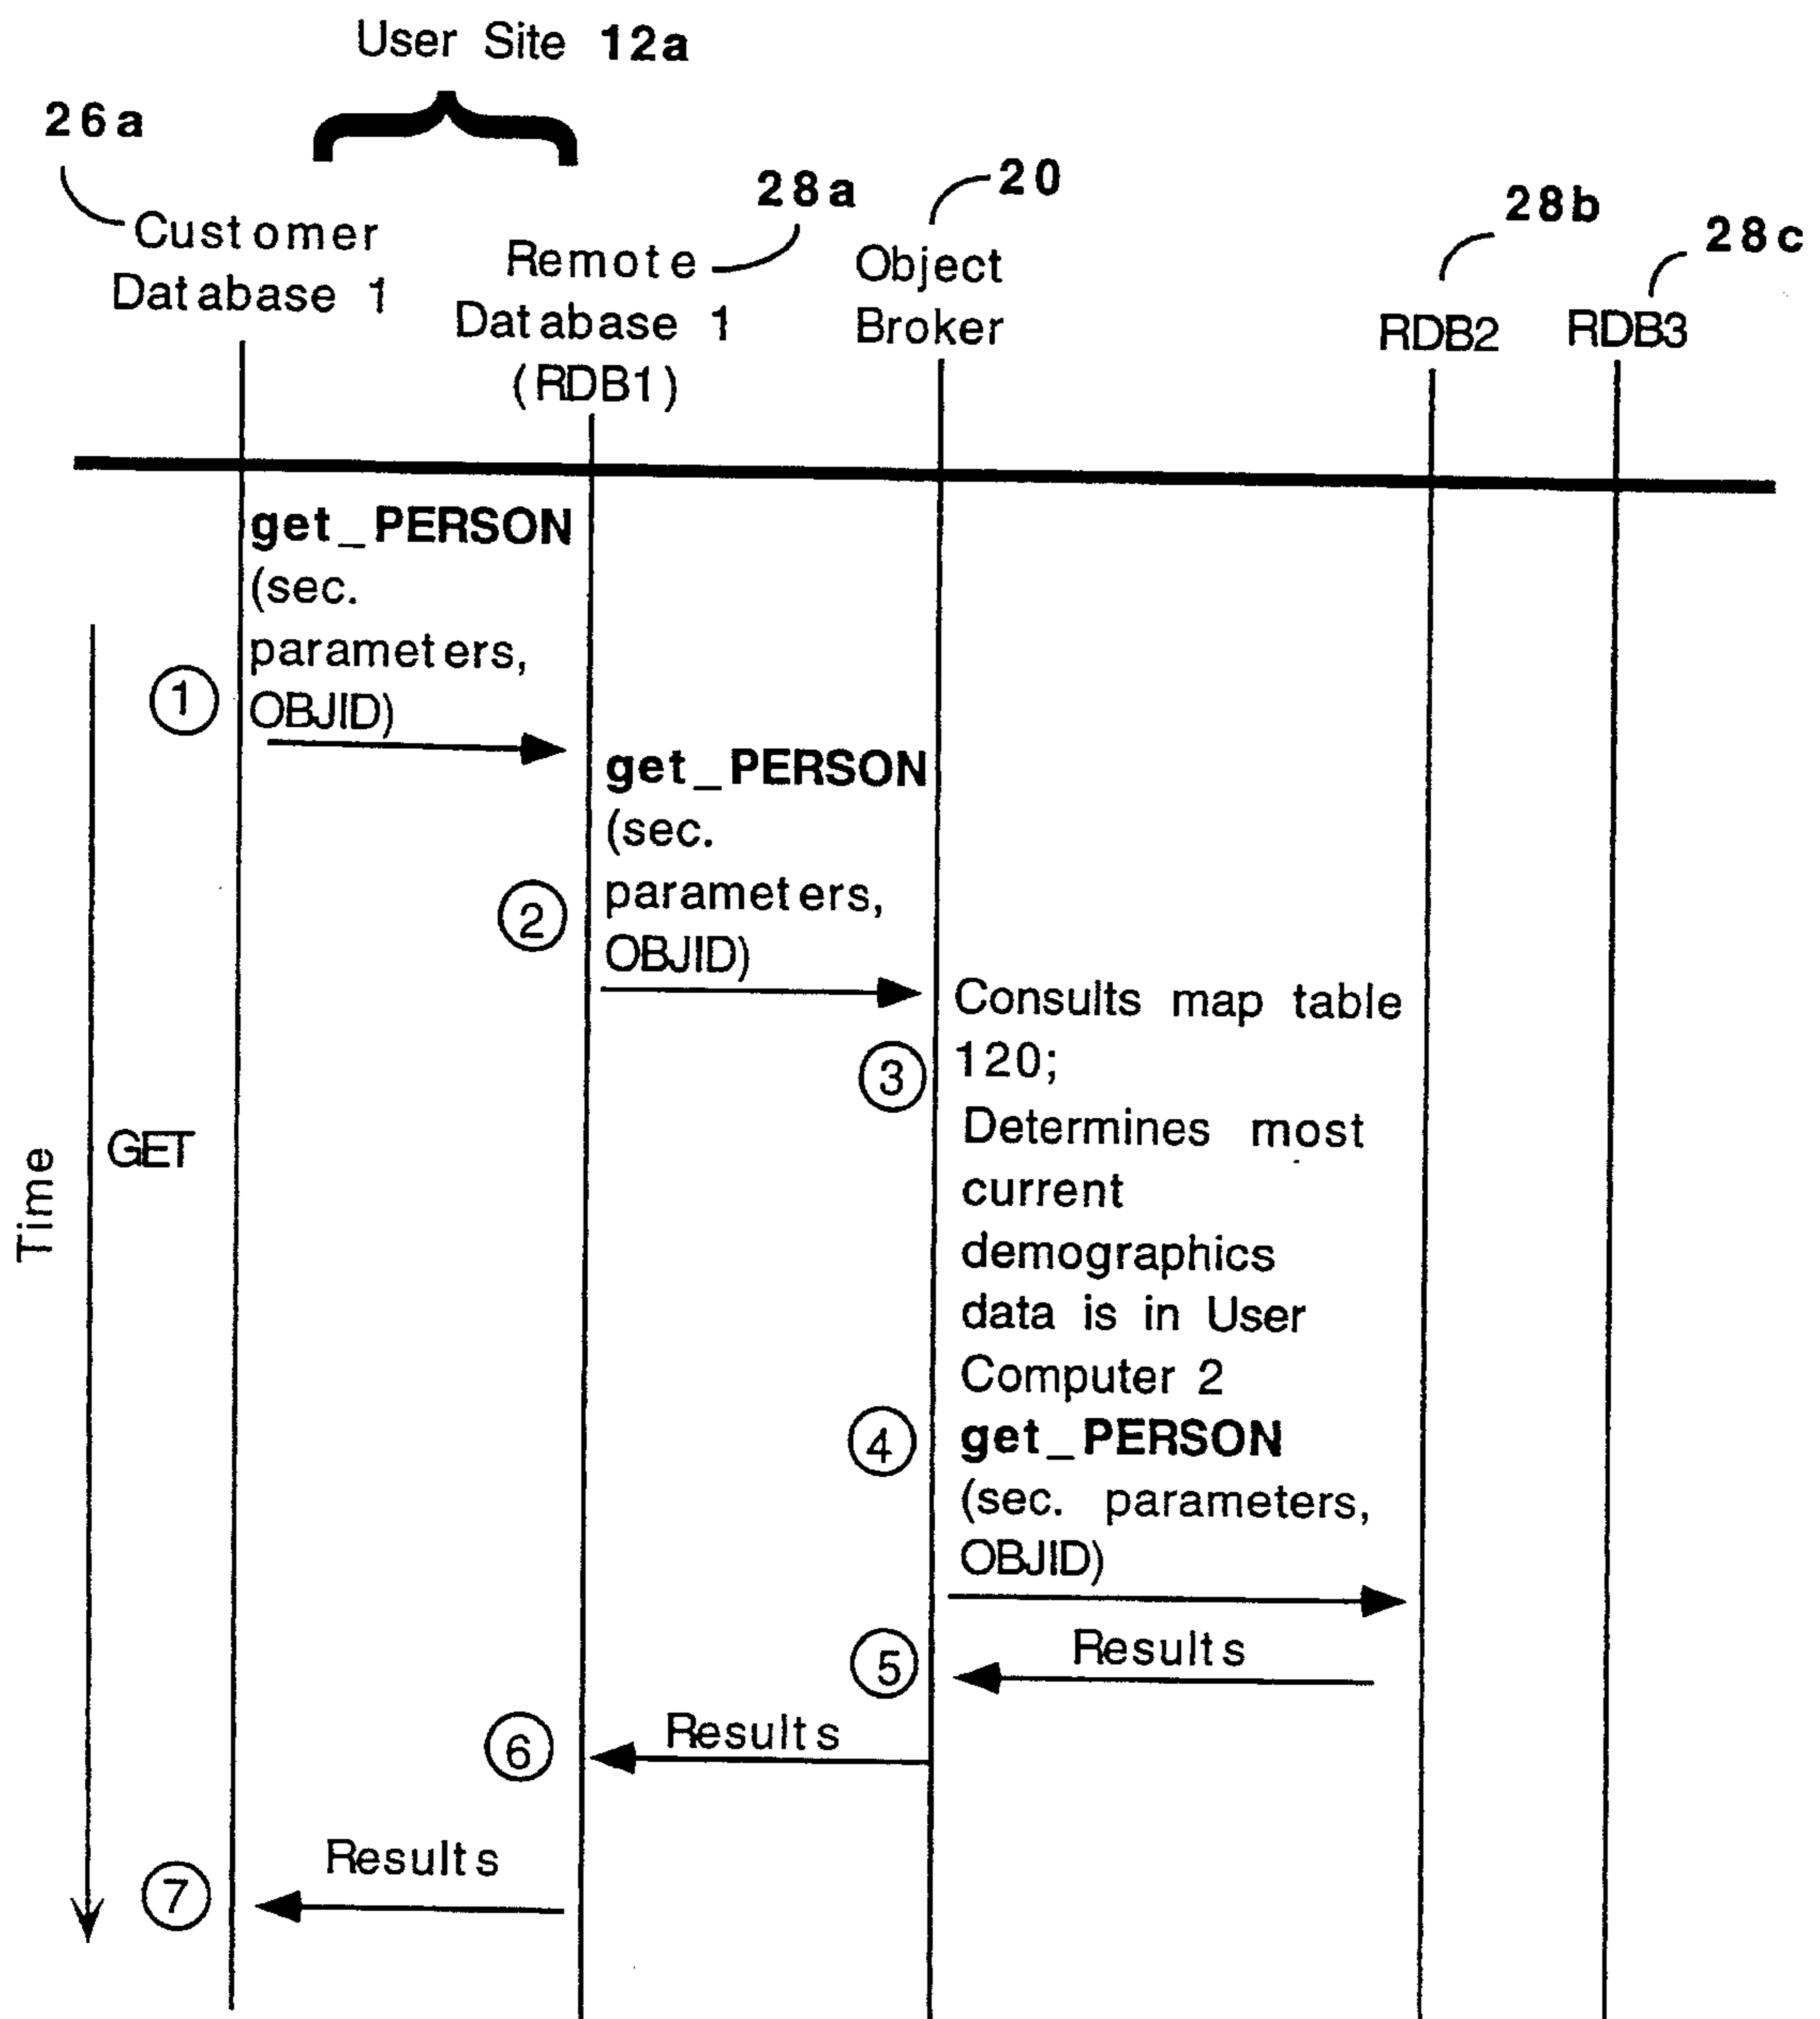 User Site 12a
26a
28a
20
28b
28c
Customer
Database 1
Remote
Database 1
(RDB1)
Object
Broker
RDB2
RDB3
get_PERSON
(sec.
parameters,
OBJID)
1
get_PERSON
(sec.
parameters,
OBJID)
2
Consults map table
120;
3
Determines most
current
demographics
data is in User
Computer 2
Time
GET
4
get_PERSON
(sec. parameters,
OBJID)
5
Results
6
Results
7
Results